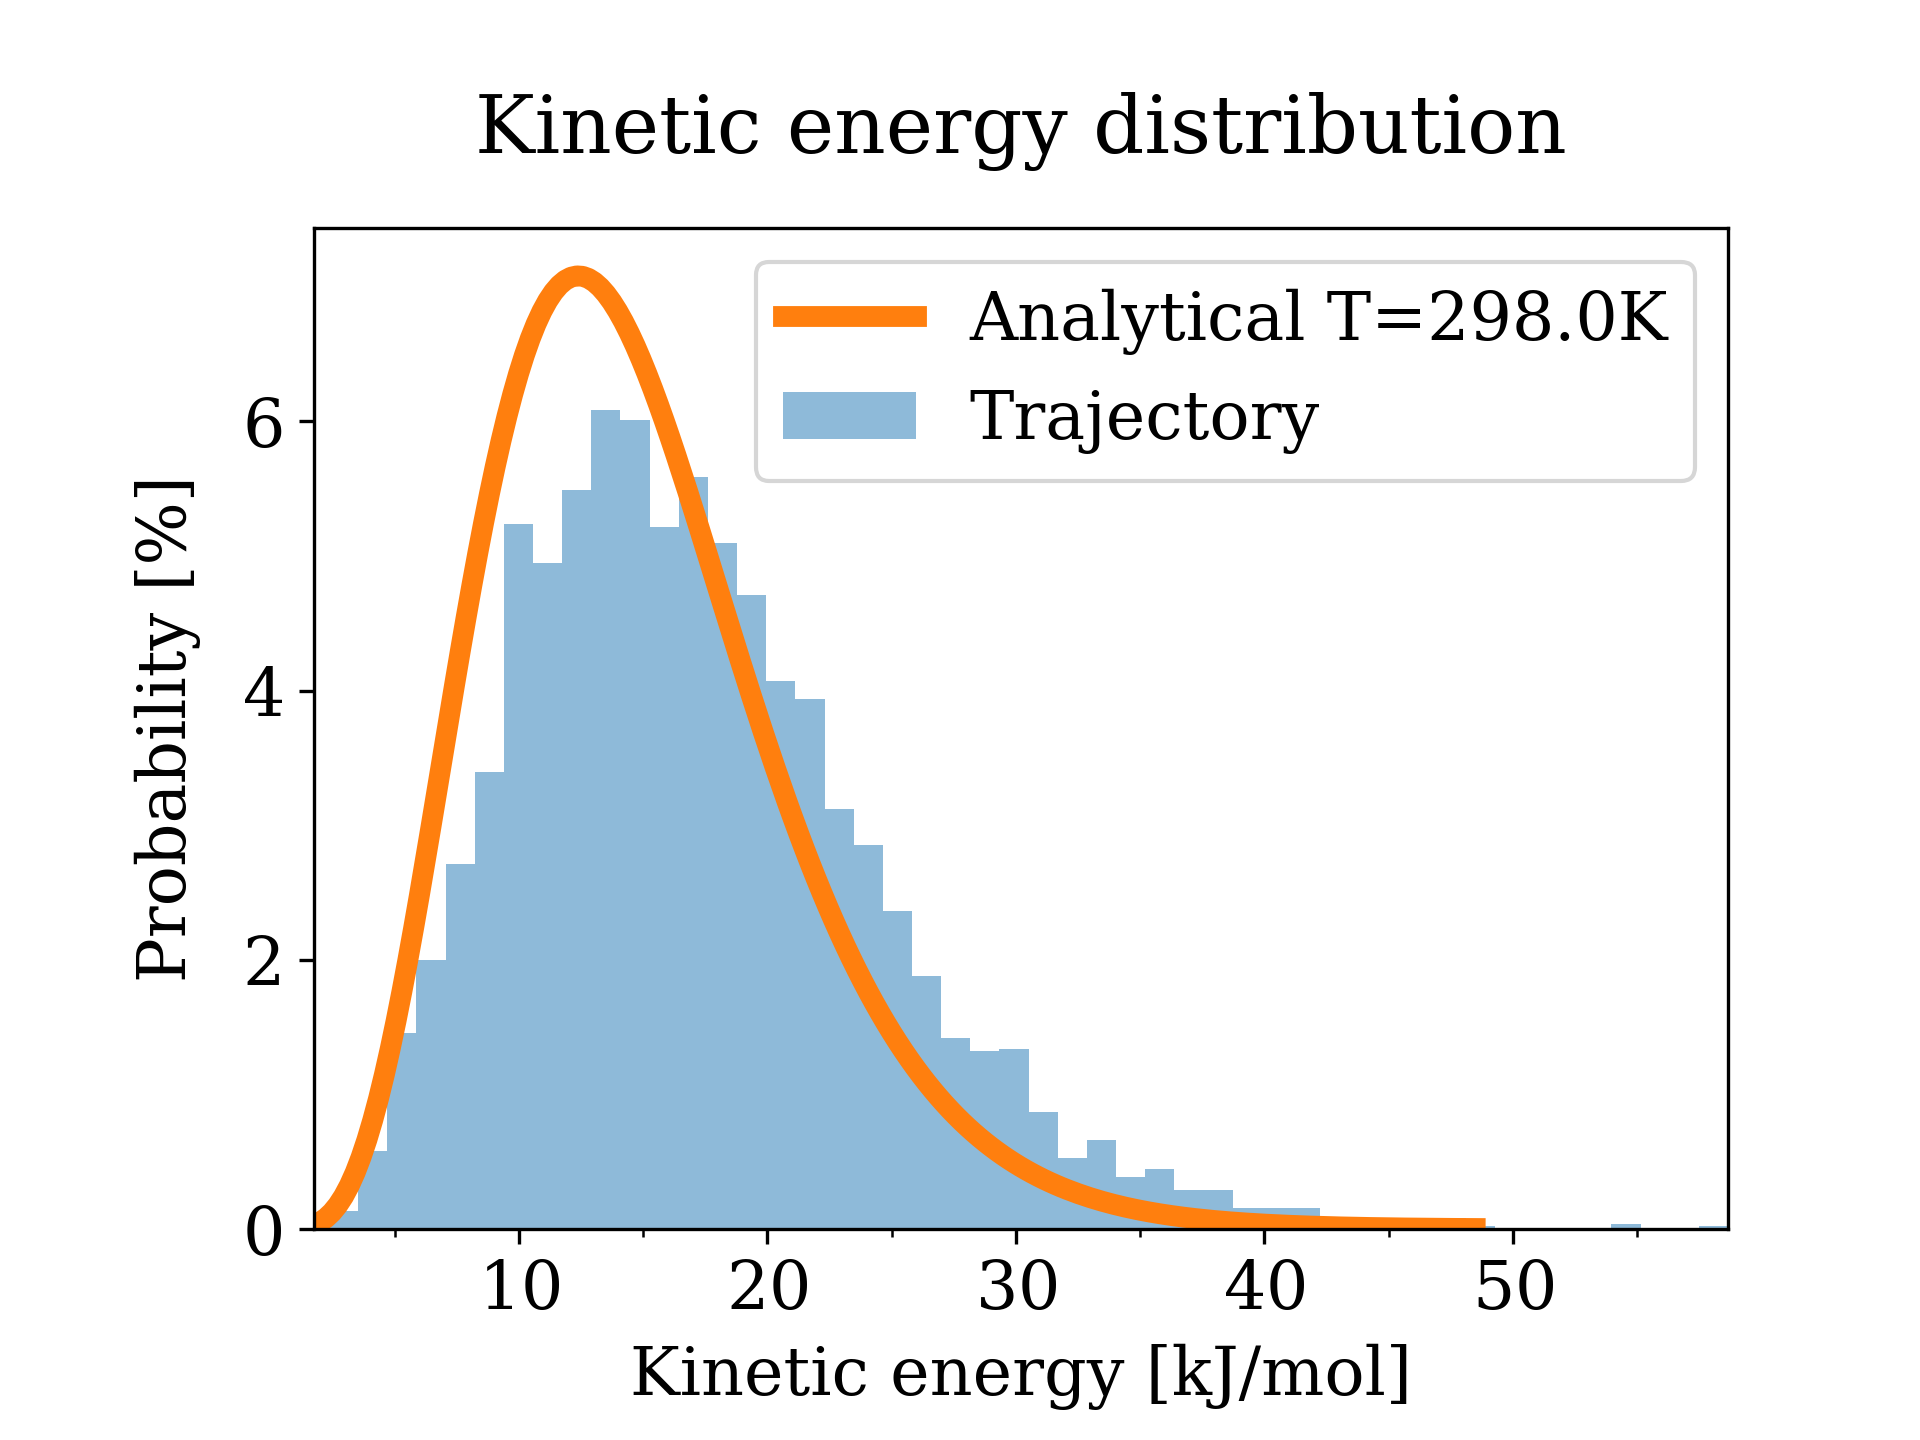 Kinetic energy distribution
Analytical T=298.0K
Trajectory
Probability [%]
6
4
2
0
10 20 30 40 50
Kinetic energy [kJ/mol]